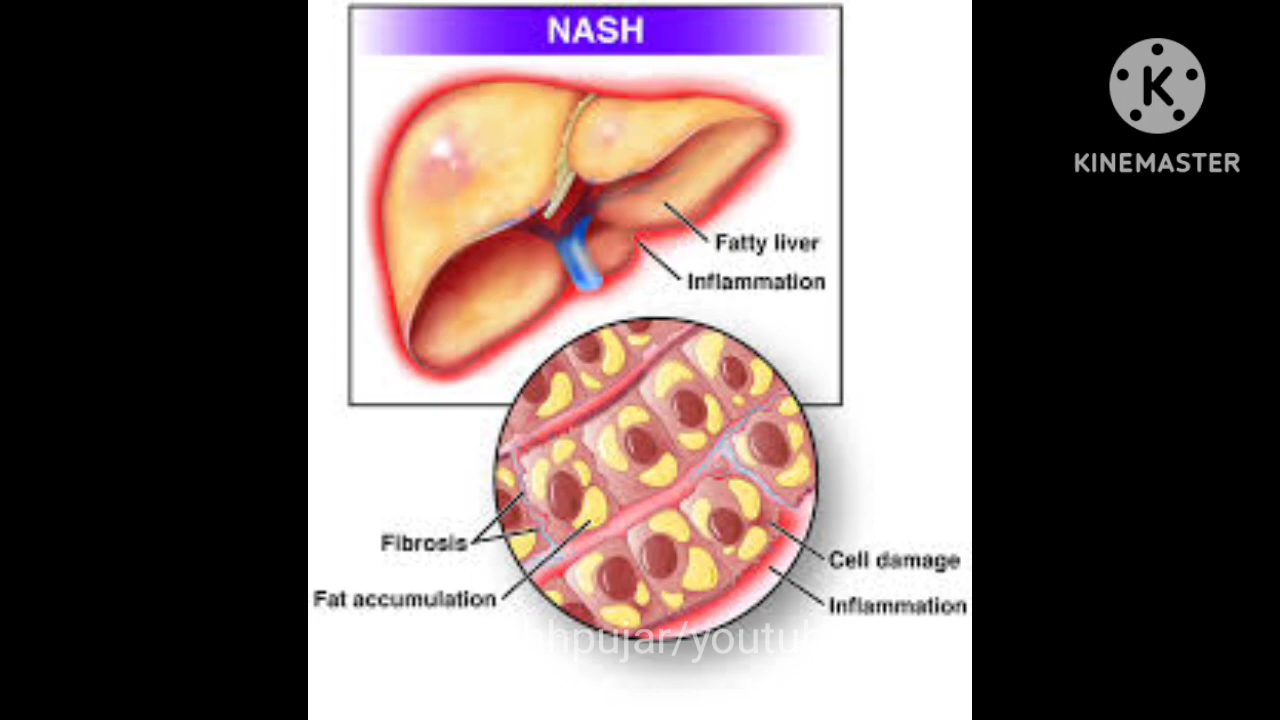 NASH
K
KINEMASTER
Fatty liver
Inflammation
Fibrosis
Cell damage
Fat accumulation
Inflammation